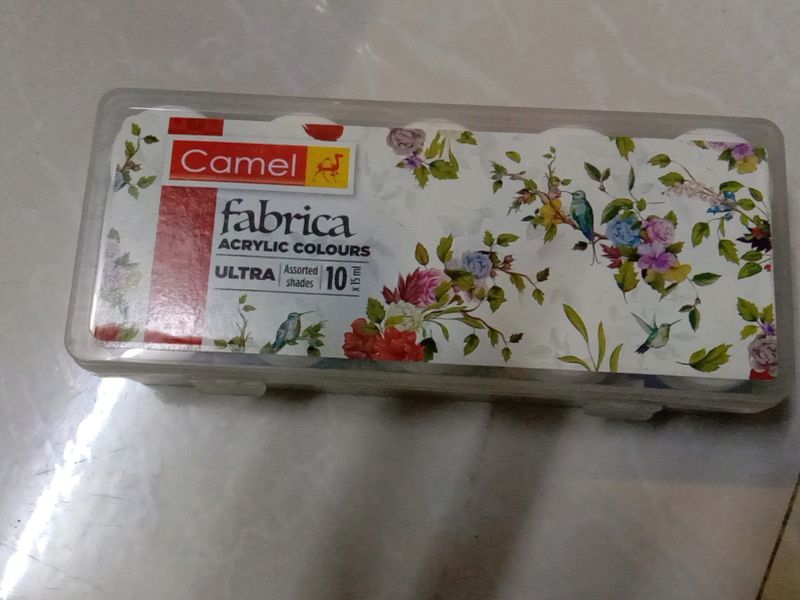 Camel
fabrica
ACRYLIC COLOURS
ULTRA Assorted shades 10 x 15 ml